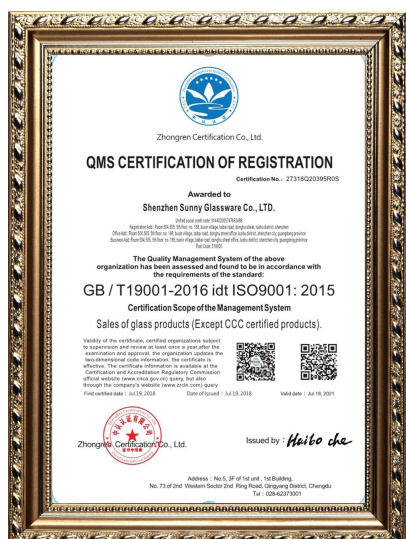 Zhongren Certification Co., Ltd.
QMS CERTIFICATION OF REGISTRATION
Certification No.: 27318Q20395R0S
Awarded to
Shenzhen Sunny Glassware Co., LTD.
The Quality Management System of the above
organization has been assessed and found to be in accordance with
the requirements of the standard:
GB / T19001-2016 idt ISO9001: 2015
Certification Scope of the Management System
Sales of glass products (Except CCC certified products).
Validity of the certificate, certified organizations subject
to supervision and review at least once a year,after the
examination and approval, the organization updates the
two-dimensional code information, the certificate is
effective. The certificate information is available at the
Certification and Accreditation Regulatory Commission
official website (www.cnca.gov.cn) query, but also
through the company's website (www.zrcln.com) query.
First certified date : Jul.19, 2018 Date of Issued : Jul.19, 2018 Valid date : Jul.19, 2021
Zhongren Certification Co., Ltd.
Issued by : Haibo che
Address : No.5, 3F of 1st unit , 1st Building,
No. 73 of 2nd Western Sector 2nd Ring Road, Qingyang District, Chengdu
Tel : 028-62373001